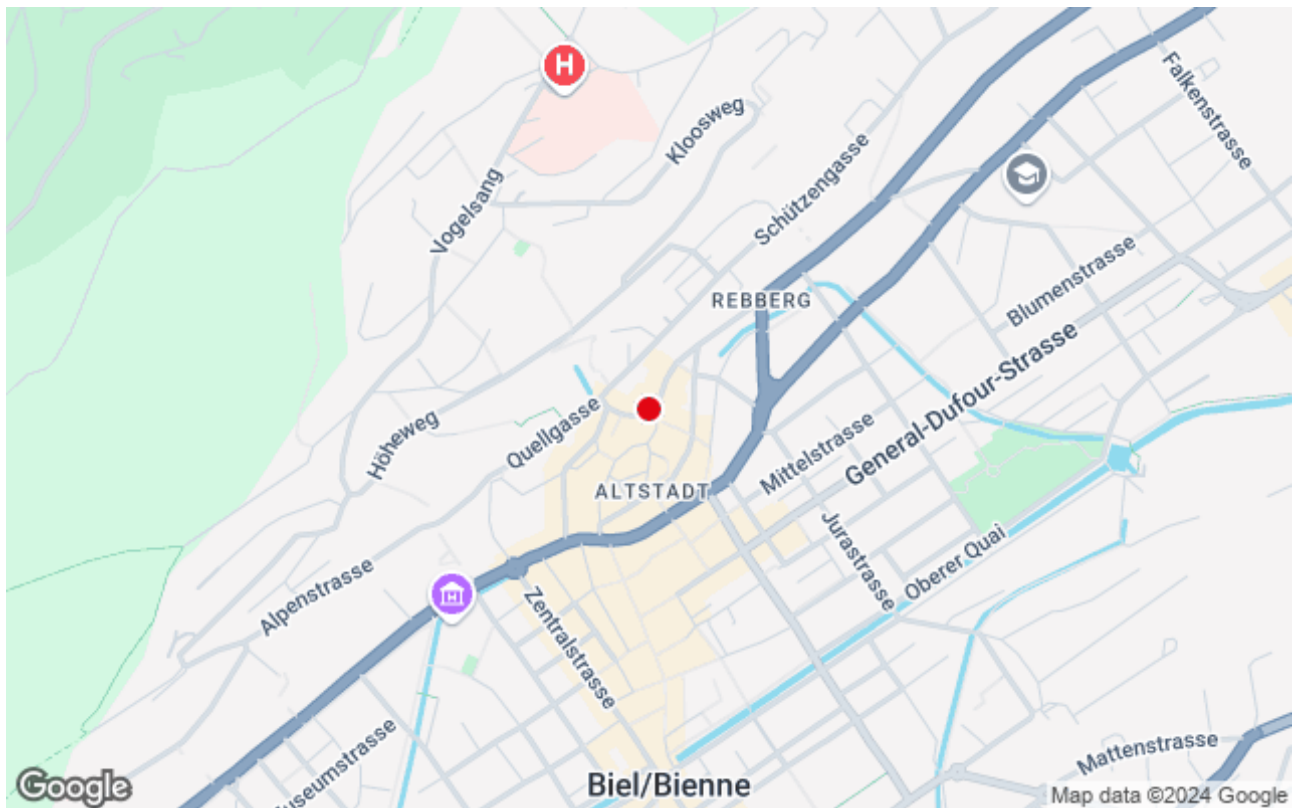 H
Falkenstrasse
Kloosweg
Schützengasse
Vogelsang
Blumenstrasse
REBBERG
General-Dufour-Strasse
Höheweg
Quellgasse
Mittelstrasse
ALTSTADT
Jurastrasse
Oberer Quai
Alpenstrasse
H
Zentralstrasse
Mattenstrasse
useumstrasse
Biel/Bienne
Google
Map data ©2024 Google